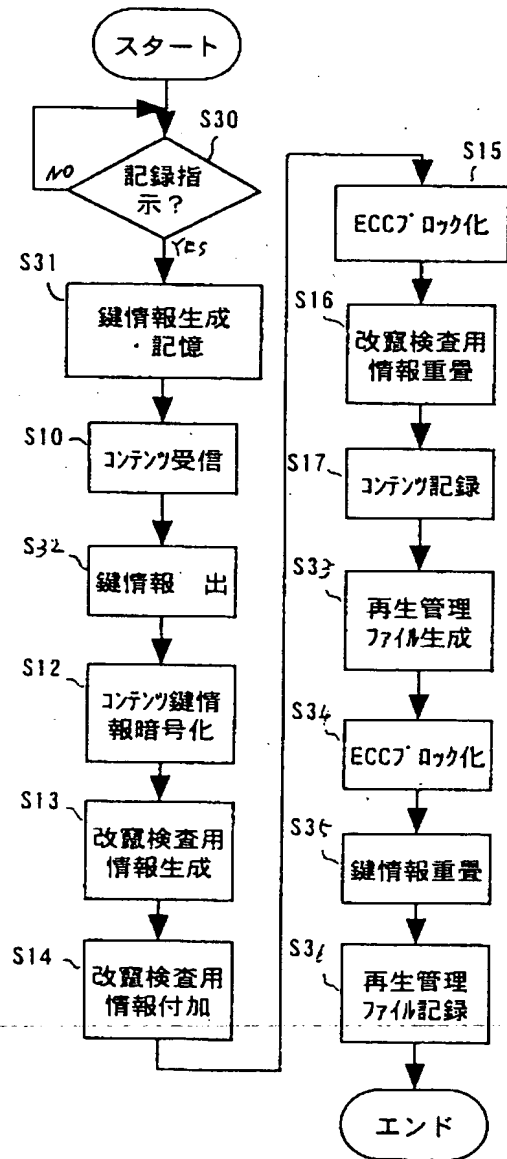 スタート
S30
記録指
示?
NO
YES
S31
鍵情報生成
・記憶
S10
コンテンツ受信
S32
鍵情報 出
S12
コンテンツ鍵情
報暗号化
S13
改竄検査用
情報生成
S14
改竄検査用
情報付加
S15
ECCブロック化
S16
改竄検査用
情報重畳
S17
コンテンツ記録
S33
再生管理
ファイル生成
S34
ECCブロック化
鍵情報重畳
再生管理
ファイル記録
エンド